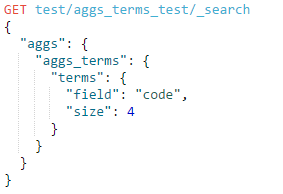 GET test/aggs_terms_test/_search
{
  "aggs": {
    "aggs_terms": {
      "terms": {
        "field": "code",
        "size": 4
      }
    }
  }
}